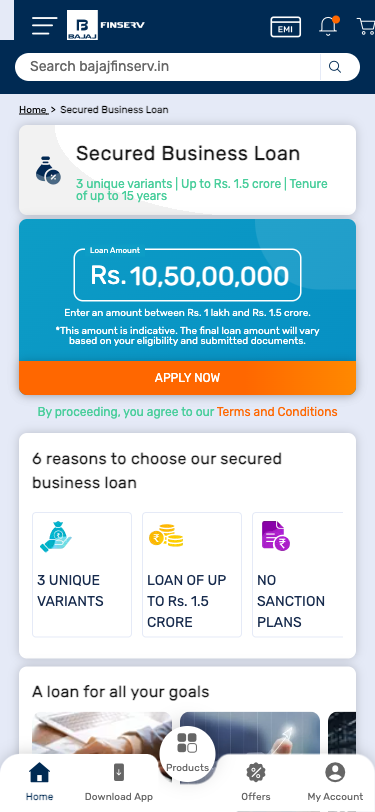 B
BAJAJ
FINSERV
EMI
Search bajajfinserv.in
Home > Secured Business Loan
Secured Business Loan
3 unique variants | Up to Rs. 1.5 crore | Tenure
of up to 15 years
Loan Amount
Rs. 10,50,00,000
Enter an amount between Rs. 1 lakh and Rs. 1.5 crore.
*This amount is indicative. The final loan amount will vary
based on your eligibility and submitted documents.
APPLY NOW
By proceeding, you agree to our Terms and Conditions
6 reasons to choose our secured
business loan
3 UNIQUE
VARIANTS
LOAN OF UP
TO Rs. 1.5
CRORE
NO
SANCTION
PLANS
A loan for all your goals
Home
Download App
Products
Offers
My Account